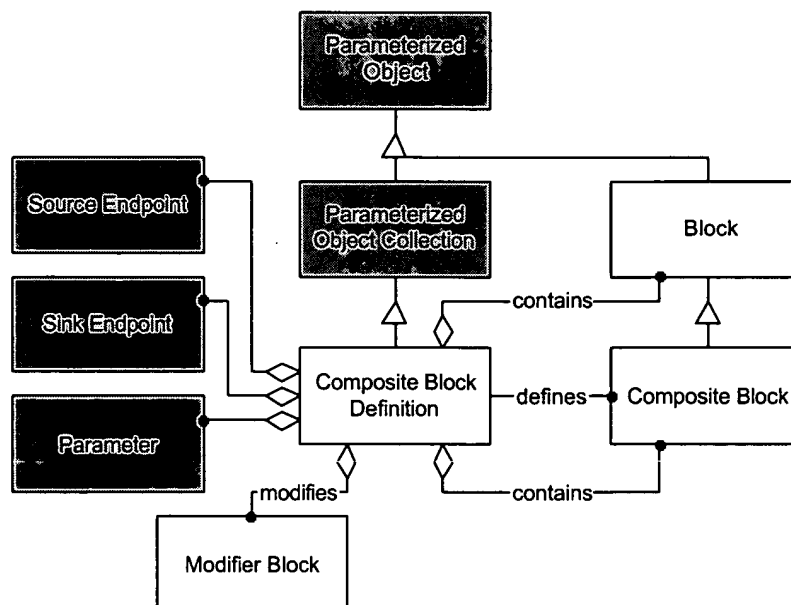 Parameterized
Object
Source Endpoint
Parameterized
Object Collection
Block
contains
Sink Endpoint
Composite Block
Definition
defines
Composite Block
Parameter
modifies
contains
Modifier Block